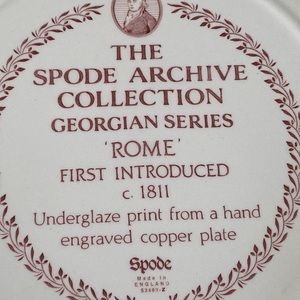 THE
SPODE ARCHIVE
COLLECTION
GEORGIAN SERIES
'ROME'
FIRST INTRODUCED
c. 1811
Underglaze print from a hand
engraved copper plate
Spode
Made in
ENGLAND